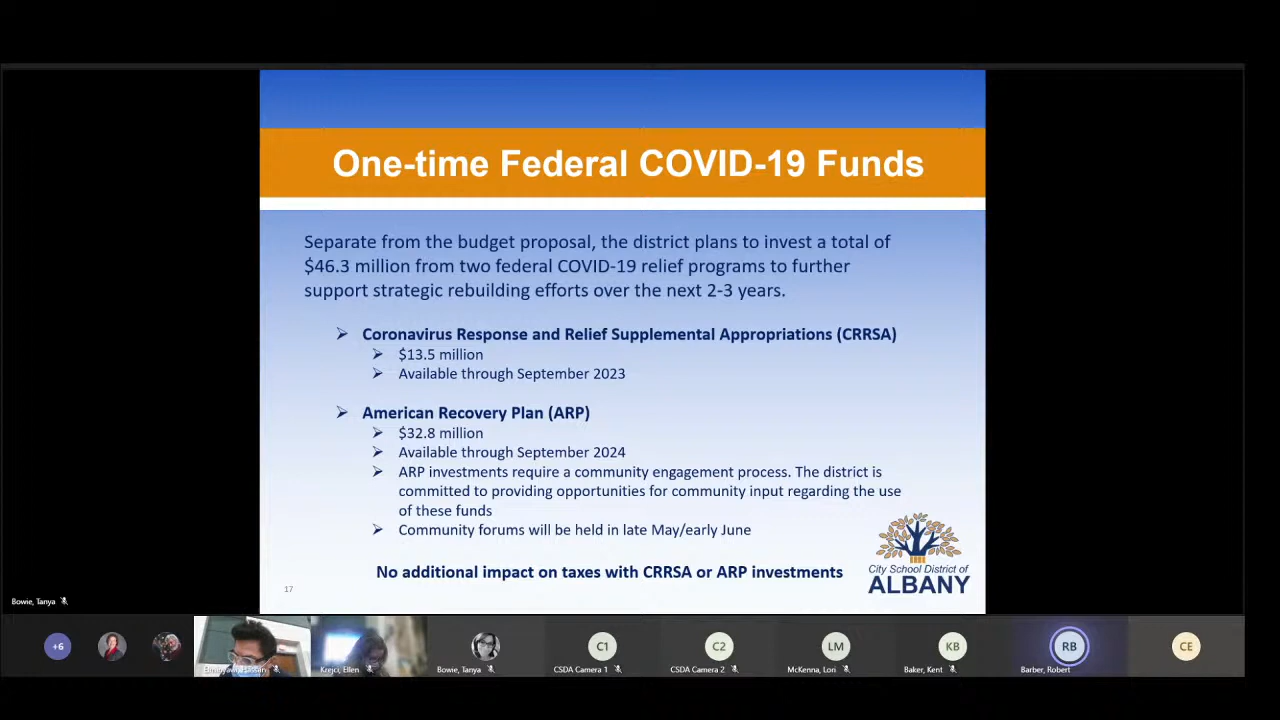 One-time Federal COVID-19 Funds
Separate from the budget proposal, the district plans to invest a total of
$46.3 million from two federal COVID-19 relief programs to further
support strategic rebuilding efforts over the next 2-3 years.
Coronavirus Response and Relief Supplemental Appropriations (CRRSA)
$13.5 million
Available through September 2023
American Recovery Plan (ARP)
$32.8 million
Available through September 2024
ARP investments require a community engagement process. The district is
committed to providing opportunities for community input regarding the use
of these funds
Community forums will be held in late May/early June
No additional impact on taxes with CRRSA or ARP investments
17
City School District of
ALBANY
Bowie, Tanya
+6
C1
C2
LM
KB
RB
CE
Krejci, Ellen
Bowie, Tanya
CSDA Camera 1
CSDA Camera 2
McKenna, Lori
Baker, Kent
Barber, Robert